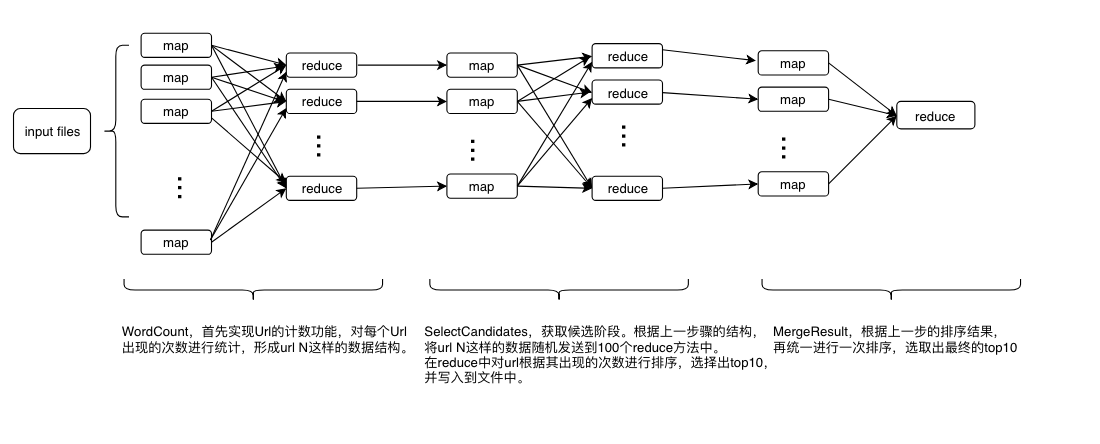 input files
map
map
map
map
reduce
reduce
reduce
map
map
map
reduce
reduce
reduce
map
map
map
reduce
WordCount，首先实现Url的计数功能，对每个Url
出现的次数进行统计，形成url N这样的数据结构。
SelectCandidates，获取候选阶段。根据上一步骤的结构，
将url N这样的数据随机发送到100个reduce方法中。
在reduce中对url根据其出现的次数进行排序，选择出top10，
并写入到文件中。
MergeResult，根据上一步的排序结果，
再统一进行一次排序，选取出最终的top10